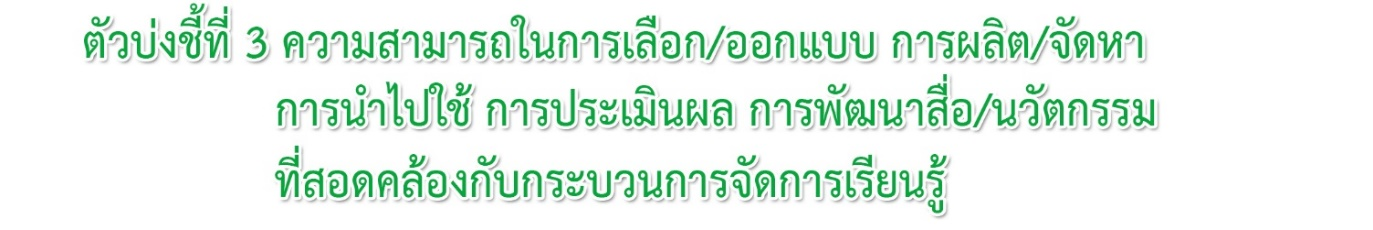 ตัวบ่งชี้ที่ 3 ความสามารถในการเลือก/ออกแบบ การผลิต/จัดหา
การนำไปใช้ การประเมินผล การพัฒนาสื่อ/นวัตกรรม
ที่สอดคล้องกับกระบวนการจัดการเรียนรู้